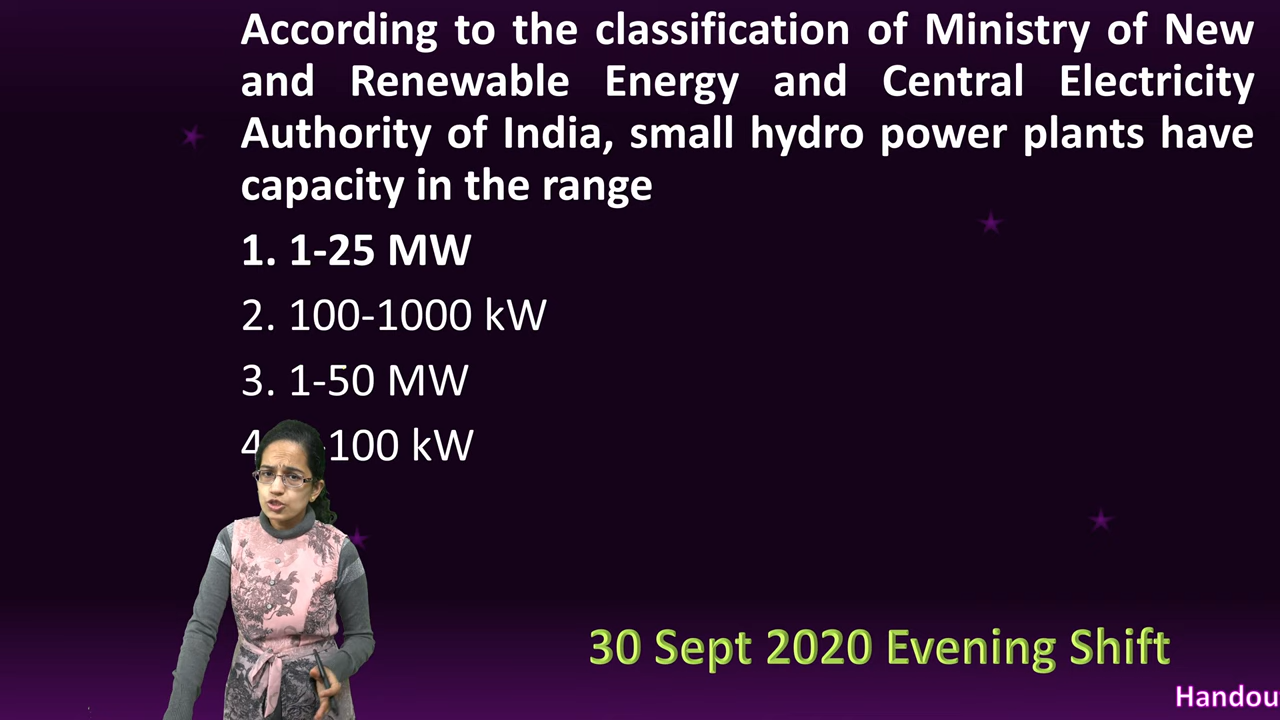 According to the classification of Ministry of New
and Renewable Energy and Central Electricity
Authority of India, small hydro power plants have
capacity in the range
1. 1-25 MW
2. 100-1000 kW
3. 1-50 MW
4 -100 kW
30 Sept 2020 Evening Shift
Handou